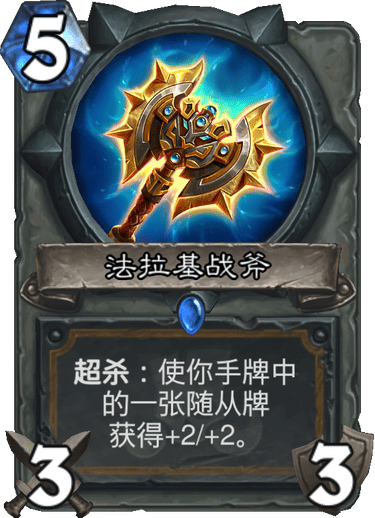 5
法拉基战斧
超杀：使你手牌中
的一张随从牌
获得+2/+2。
3
3